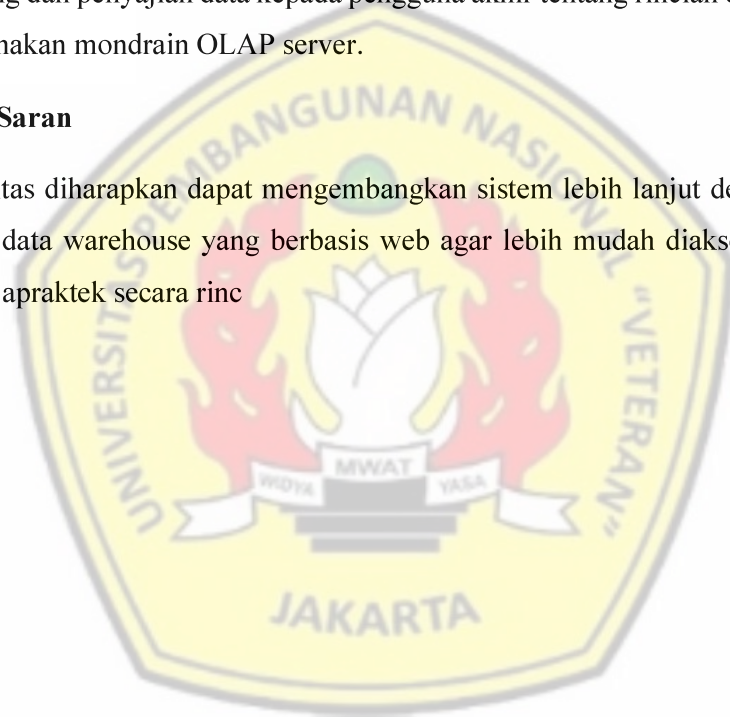 dan penyajian data kepada pengguna akhir tentang rincian
nakan mondrain OLAP server.
Saran
tas diharapkan dapat mengembangkan sistem lebih lanjut de
data warehouse yang berbasis web agar lebih mudah diaks
apraktek secara rinc
UNIVERSITAS PEMBANGUNAN NASIONAL "VETERAN"
WIDYA MWAT YASA
JAKARTA